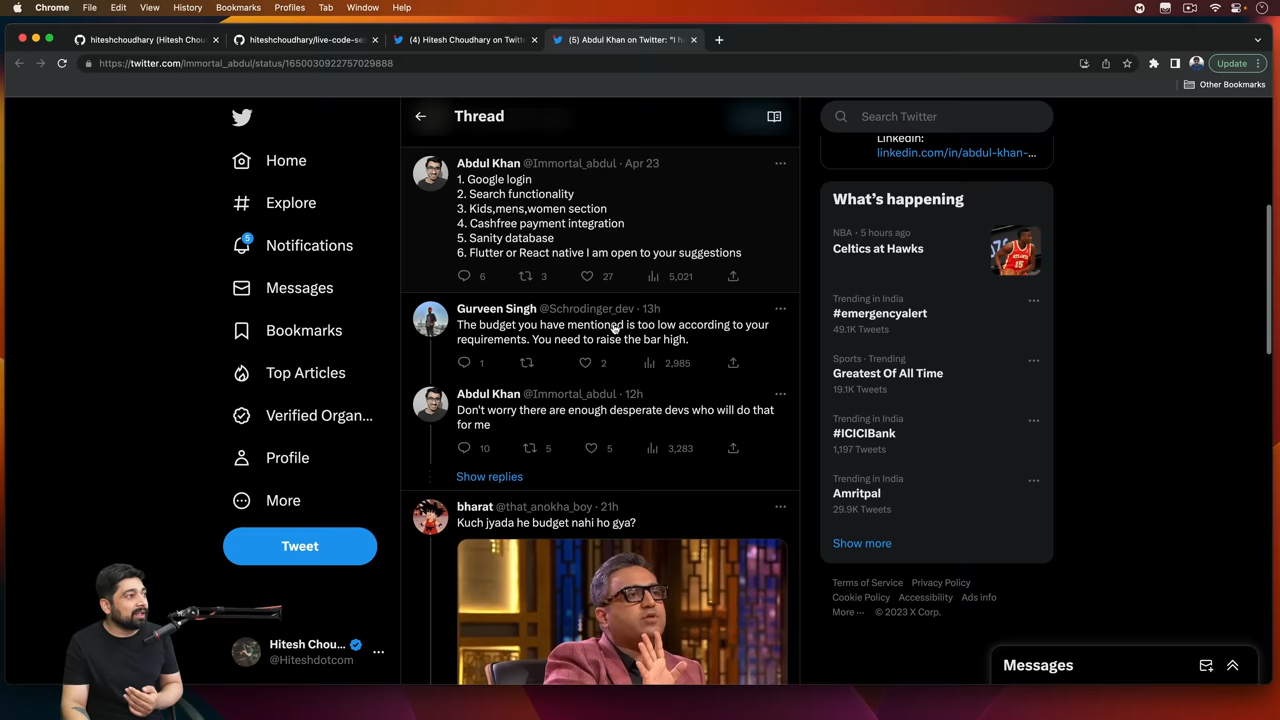 Chrome File Edit View History Bookmarks Profiles Tab Window Help
hiteshchoudhary (Hitesh Chou
hiteshchoudhary/live-code-se
(4) Hitesh Choudhary on Twitt
(5) Abdul Khan on Twitter: "I h
https://twitter.com/Immortal_abdul/status/1650030922757029888
Update
Other Bookmarks
Home
Explore
5
Notifications
Messages
Bookmarks
Top Articles
Verified Organ...
Profile
More
Tweet
Hitesh Chou...
@Hiteshdotcom
Thread
Abdul Khan @Immortal_abdul · Apr 23
1. Google login
2. Search functionality
3. Kids,mens,women section
4. Cashfree payment integration
5. Sanity database
6. Flutter or React native I am open to your suggestions
6 3 27 5,021
Gurveen Singh @Schrodinger_dev · 13h
The budget you have mentioned is too low according to your
requirements. You need to raise the bar high.
1 2 2,985
Abdul Khan @Immortal_abdul · 12h
Don't worry there are enough desperate devs who will do that
for me
10 5 5 3,283
Show replies
bharat @that_anokha_boy · 21h
Kuch jyada he budget nahi ho gya?
Search Twitter
Linkedin:
linkedin.com/in/abdul-khan-...
What's happening
NBA · 5 hours ago
Celtics at Hawks
Trending in India
#emergencyalert
49.1K Tweets
Sports · Trending
Greatest Of All Time
19.1K Tweets
Trending in India
#ICICIBank
1,197 Tweets
Trending in India
Amritpal
29.9K Tweets
Show more
Terms of Service Privacy Policy
Cookie Policy Accessibility Ads info
More ··· © 2023 X Corp.
Messages